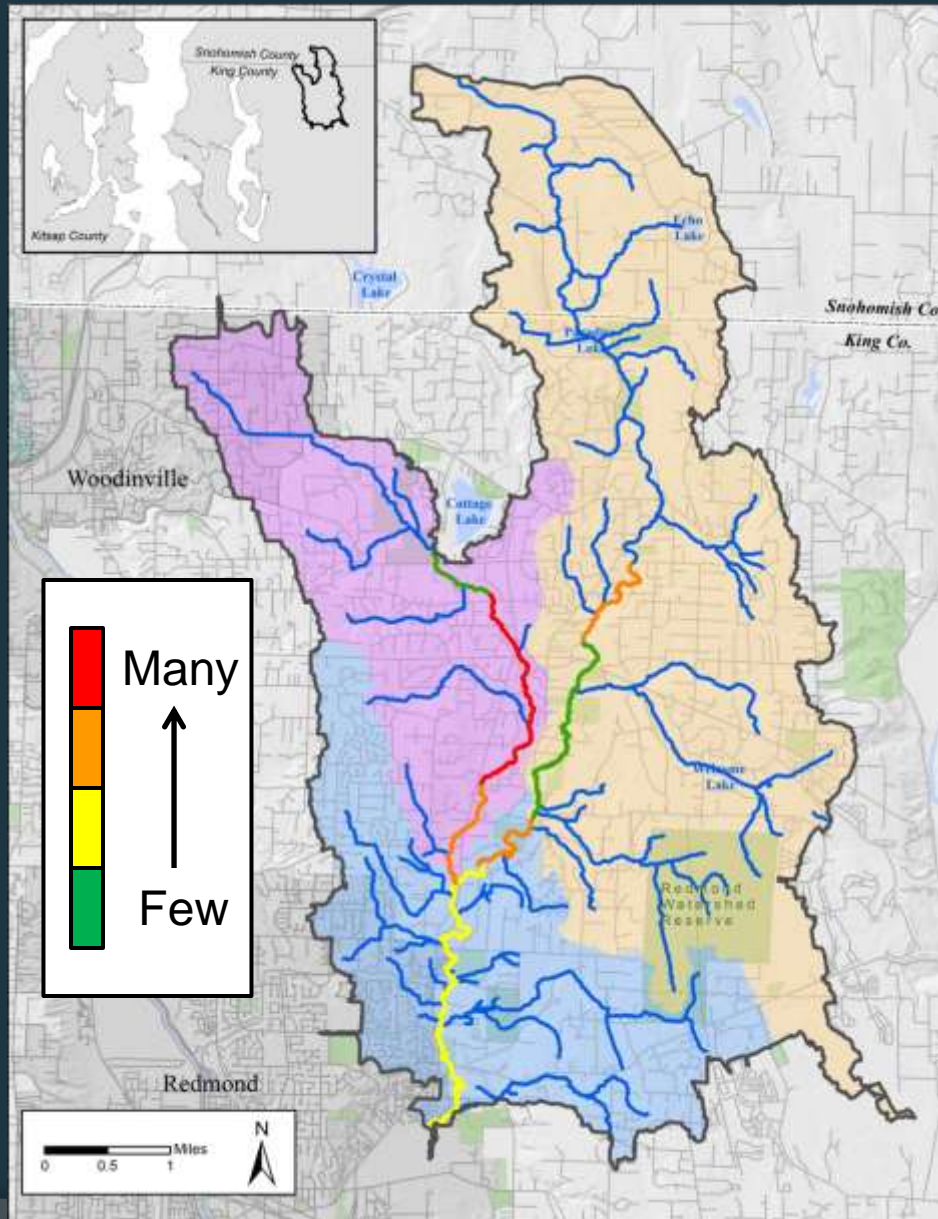 Snohomish County
King County
Kitsap County
Echo
Lake
Crystal
Lake
Snohomish Co
King Co.
Lake
Woodinville
Cottage
Lake
Many
Few
Welcome
Lake
Redmond
Watershed
Reserve
Redmond
Miles
0 0.5 1
N